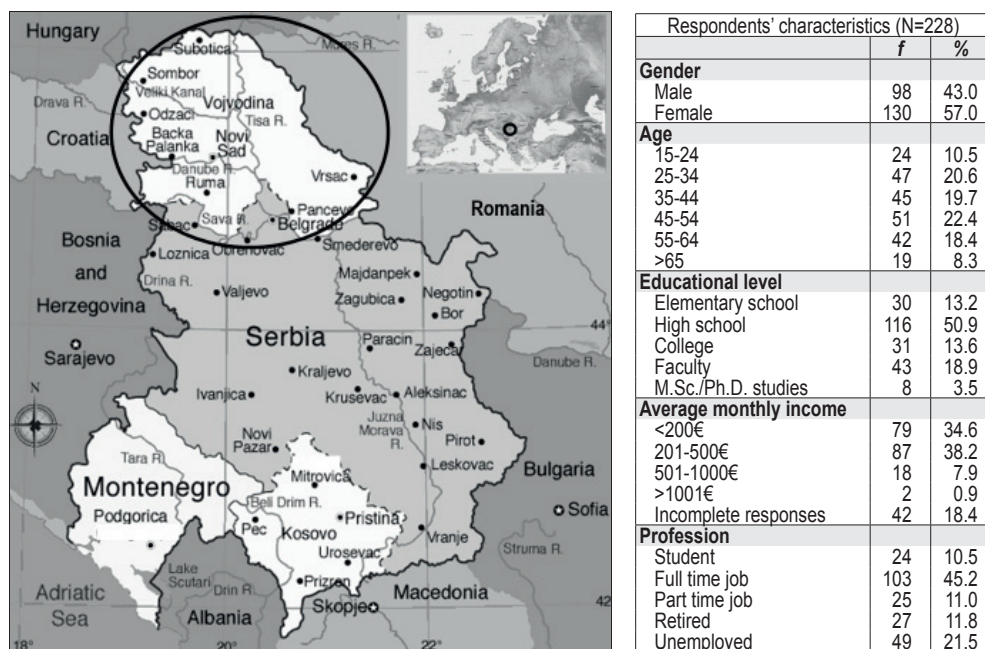 Hungary
Subotica
Mores R.
Sombor
Veliki Kanal
Vojvodina
Drava R.
Odzaci
Tisa R.
Croatia
Backa
Palanka
Novi
Sad
Danube R.
Ruma
Vrsac
Romania
Sava R.
Pancevo
Sabac
Belgrade
Bosnia
and
Herzegovina
Obrenovac
Smederevo
Loznica
Drina R.
Majdanpek
Valjevo
Zagubica
Negotin
Bor
Serbia
44°
Sarajevo
Paracin
Zajeca
Danube R.
Kraljevo
N
Ivanjica
Krusevac
Aleksinac
Juzna
Morava
R.
Nis
Novi
Pazar
Pirot
Tara R.
Leskovac
Bulgaria
Mitrovica
Montenegro
Beli Drim R.
Sofia
Podgorica
Pec
Kosovo
Pristina
Vranje
Urosevac
Struma R.
Lake
Scutari
Drin R.
Prizren
Macedonia
Adriatic
Sea
Albania
Skopje
42
18°
20°
22°
Respondents' characteristics (N=228)
f %
Gender
Male 98 43.0
Female 130 57.0
Age
15-24 24 10.5
25-34 47 20.6
35-44 45 19.7
45-54 51 22.4
55-64 42 18.4
>65 19 8.3
Educational level
Elementary school 30 13.2
High school 116 50.9
College 31 13.6
Faculty 43 18.9
M.Sc./Ph.D. studies 8 3.5
Average monthly income
<200€ 79 34.6
201-500€ 87 38.2
501-1000€ 18 7.9
>1001€ 2 0.9
Incomplete responses 42 18.4
Profession
Student 24 10.5
Full time job 103 45.2
Part time job 25 11.0
Retired 27 11.8
Unemployed 49 21.5